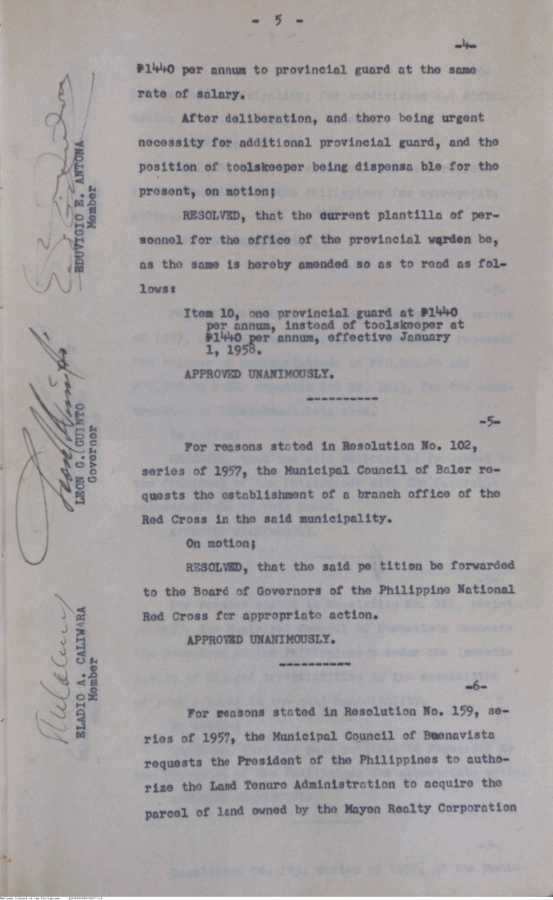 - 5 -
-4-
₱1440 per annum to provincial guard at the same
rate of salary.
After deliberation, and there being urgent
necessity for additional provincial guard, and the
position of toolskeeper being dispensa ble for the
present, on motion;
RESOLVED, that the current plantilla of per-
sonnel for the office of the provincial warden be,
as the same is hereby amended so as to read as fol-
lows:
Item 10, one provincial guard at ₱1440
per annum, instead of toolskeeper at
₱1440 per annum, effective January
1, 1958.
APPROVED UNANIMOUSLY.
-----------
-5-
For reasons stated in Resolution No. 102,
series of 1957, the Municipal Council of Baler re-
quests the establishment of a branch office of the
Red Cross in the said municipality.
On motion;
RESOLVED, that the said pe tition be forwarded
to the Board of Governors of the Philippine National
Red Cross for appropriate action.
APPROVED UNANIMOUSLY.
-----------
-6-
For reasons stated in Resolution No. 159, se-
ries of 1957, the Municipal Council of Buenavista
requests the President of the Philippines to autho-
rize the Land Tenure Administration to acquire the
parcel of land owned by the Mayon Realty Corporation
EDUVIGIO E. ANTONA
Member
LEON C. GUINTO
Governor
ELADIO A. CALIWARA
Member